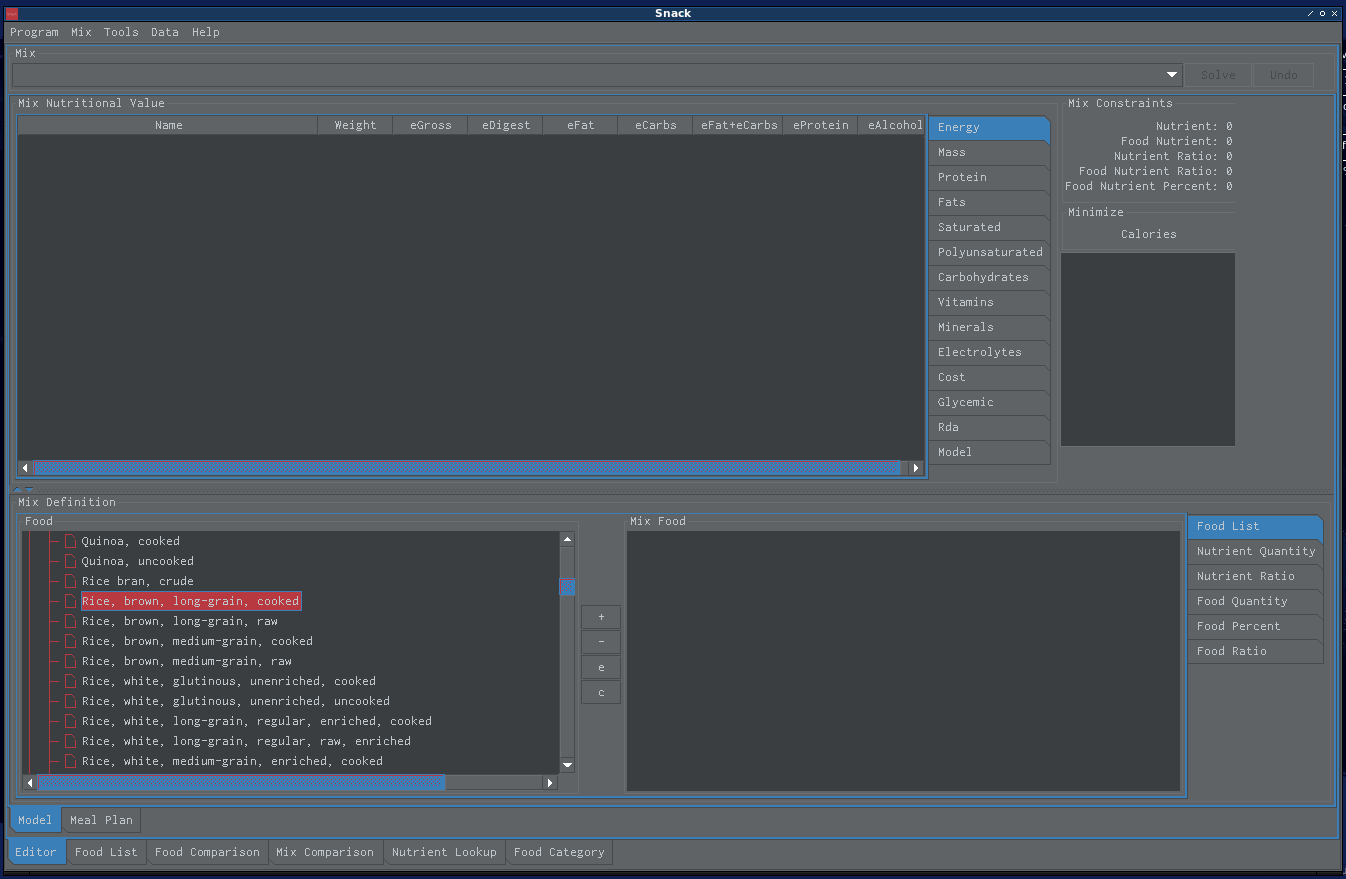 Snack
Program Mix Tools Data Help
Mix
Solve Undo
Mix Nutritional Value
Name Weight eGross eDigest eFat eCarbs eFat+eCarbs eProtein eAlcohol
Energy
Mass
Protein
Fats
Saturated
Polyunsaturated
Carbohydrates
Vitamins
Minerals
Electrolytes
Cost
Glycemic
Rda
Model
Mix Constraints
Nutrient: 0
Food Nutrient: 0
Nutrient Ratio: 0
Food Nutrient Ratio: 0
Food Nutrient Percent: 0
Minimize
Calories
Mix Definition
Food
Quinoa, cooked
Quinoa, uncooked
Rice bran, crude
Rice, brown, long-grain, cooked
Rice, brown, long-grain, raw
Rice, brown, medium-grain, cooked
Rice, brown, medium-grain, raw
Rice, white, glutinous, unenriched, cooked
Rice, white, glutinous, unenriched, uncooked
Rice, white, long-grain, regular, enriched, cooked
Rice, white, long-grain, regular, raw, enriched
Rice, white, medium-grain, enriched, cooked
+
-
e
c
Mix Food
Food List
Nutrient Quantity
Nutrient Ratio
Food Quantity
Food Percent
Food Ratio
Model Meal Plan
Editor Food List Food Comparison Mix Comparison Nutrient Lookup Food Category